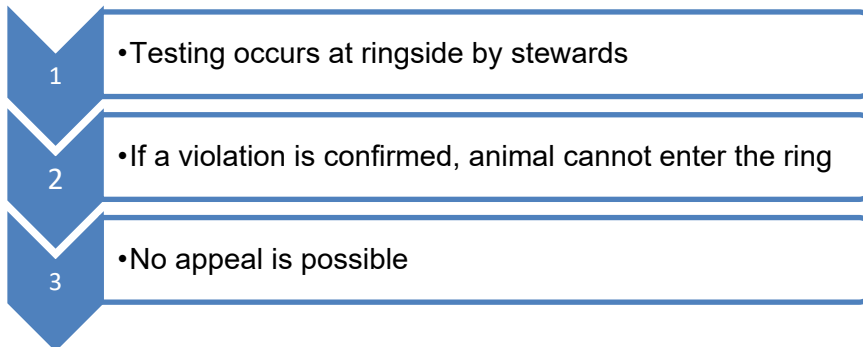 1
•Testing occurs at ringside by stewards
2
•If a violation is confirmed, animal cannot enter the ring
3
•No appeal is possible